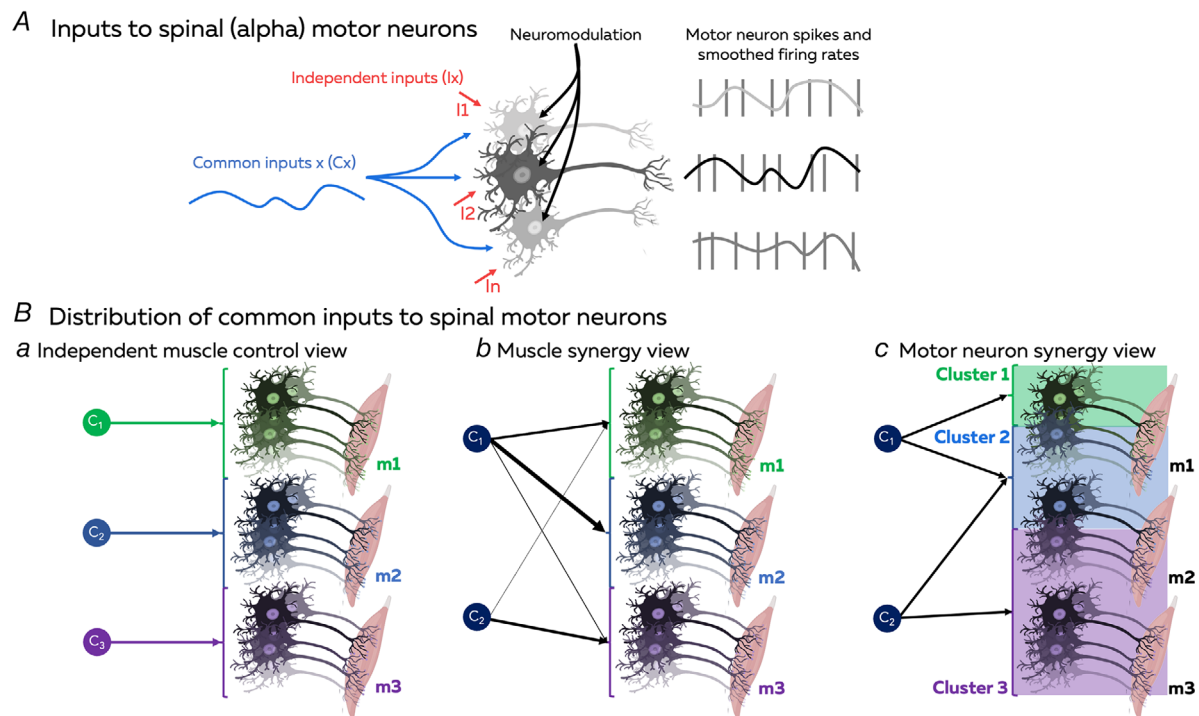 A Inputs to spinal (alpha) motor neurons
Neuromodulation
Motor neuron spikes and
smoothed firing rates
Independent inputs (Ix)
I1
Common inputs x (Cx)
I2
In
B Distribution of common inputs to spinal motor neurons
a Independent muscle control view
C1
m1
C2
m2
C3
m3
b Muscle synergy view
C1
m1
m2
C2
m3
c Motor neuron synergy view
Cluster 1
C1
Cluster 2
m1
m2
C2
Cluster 3
m3